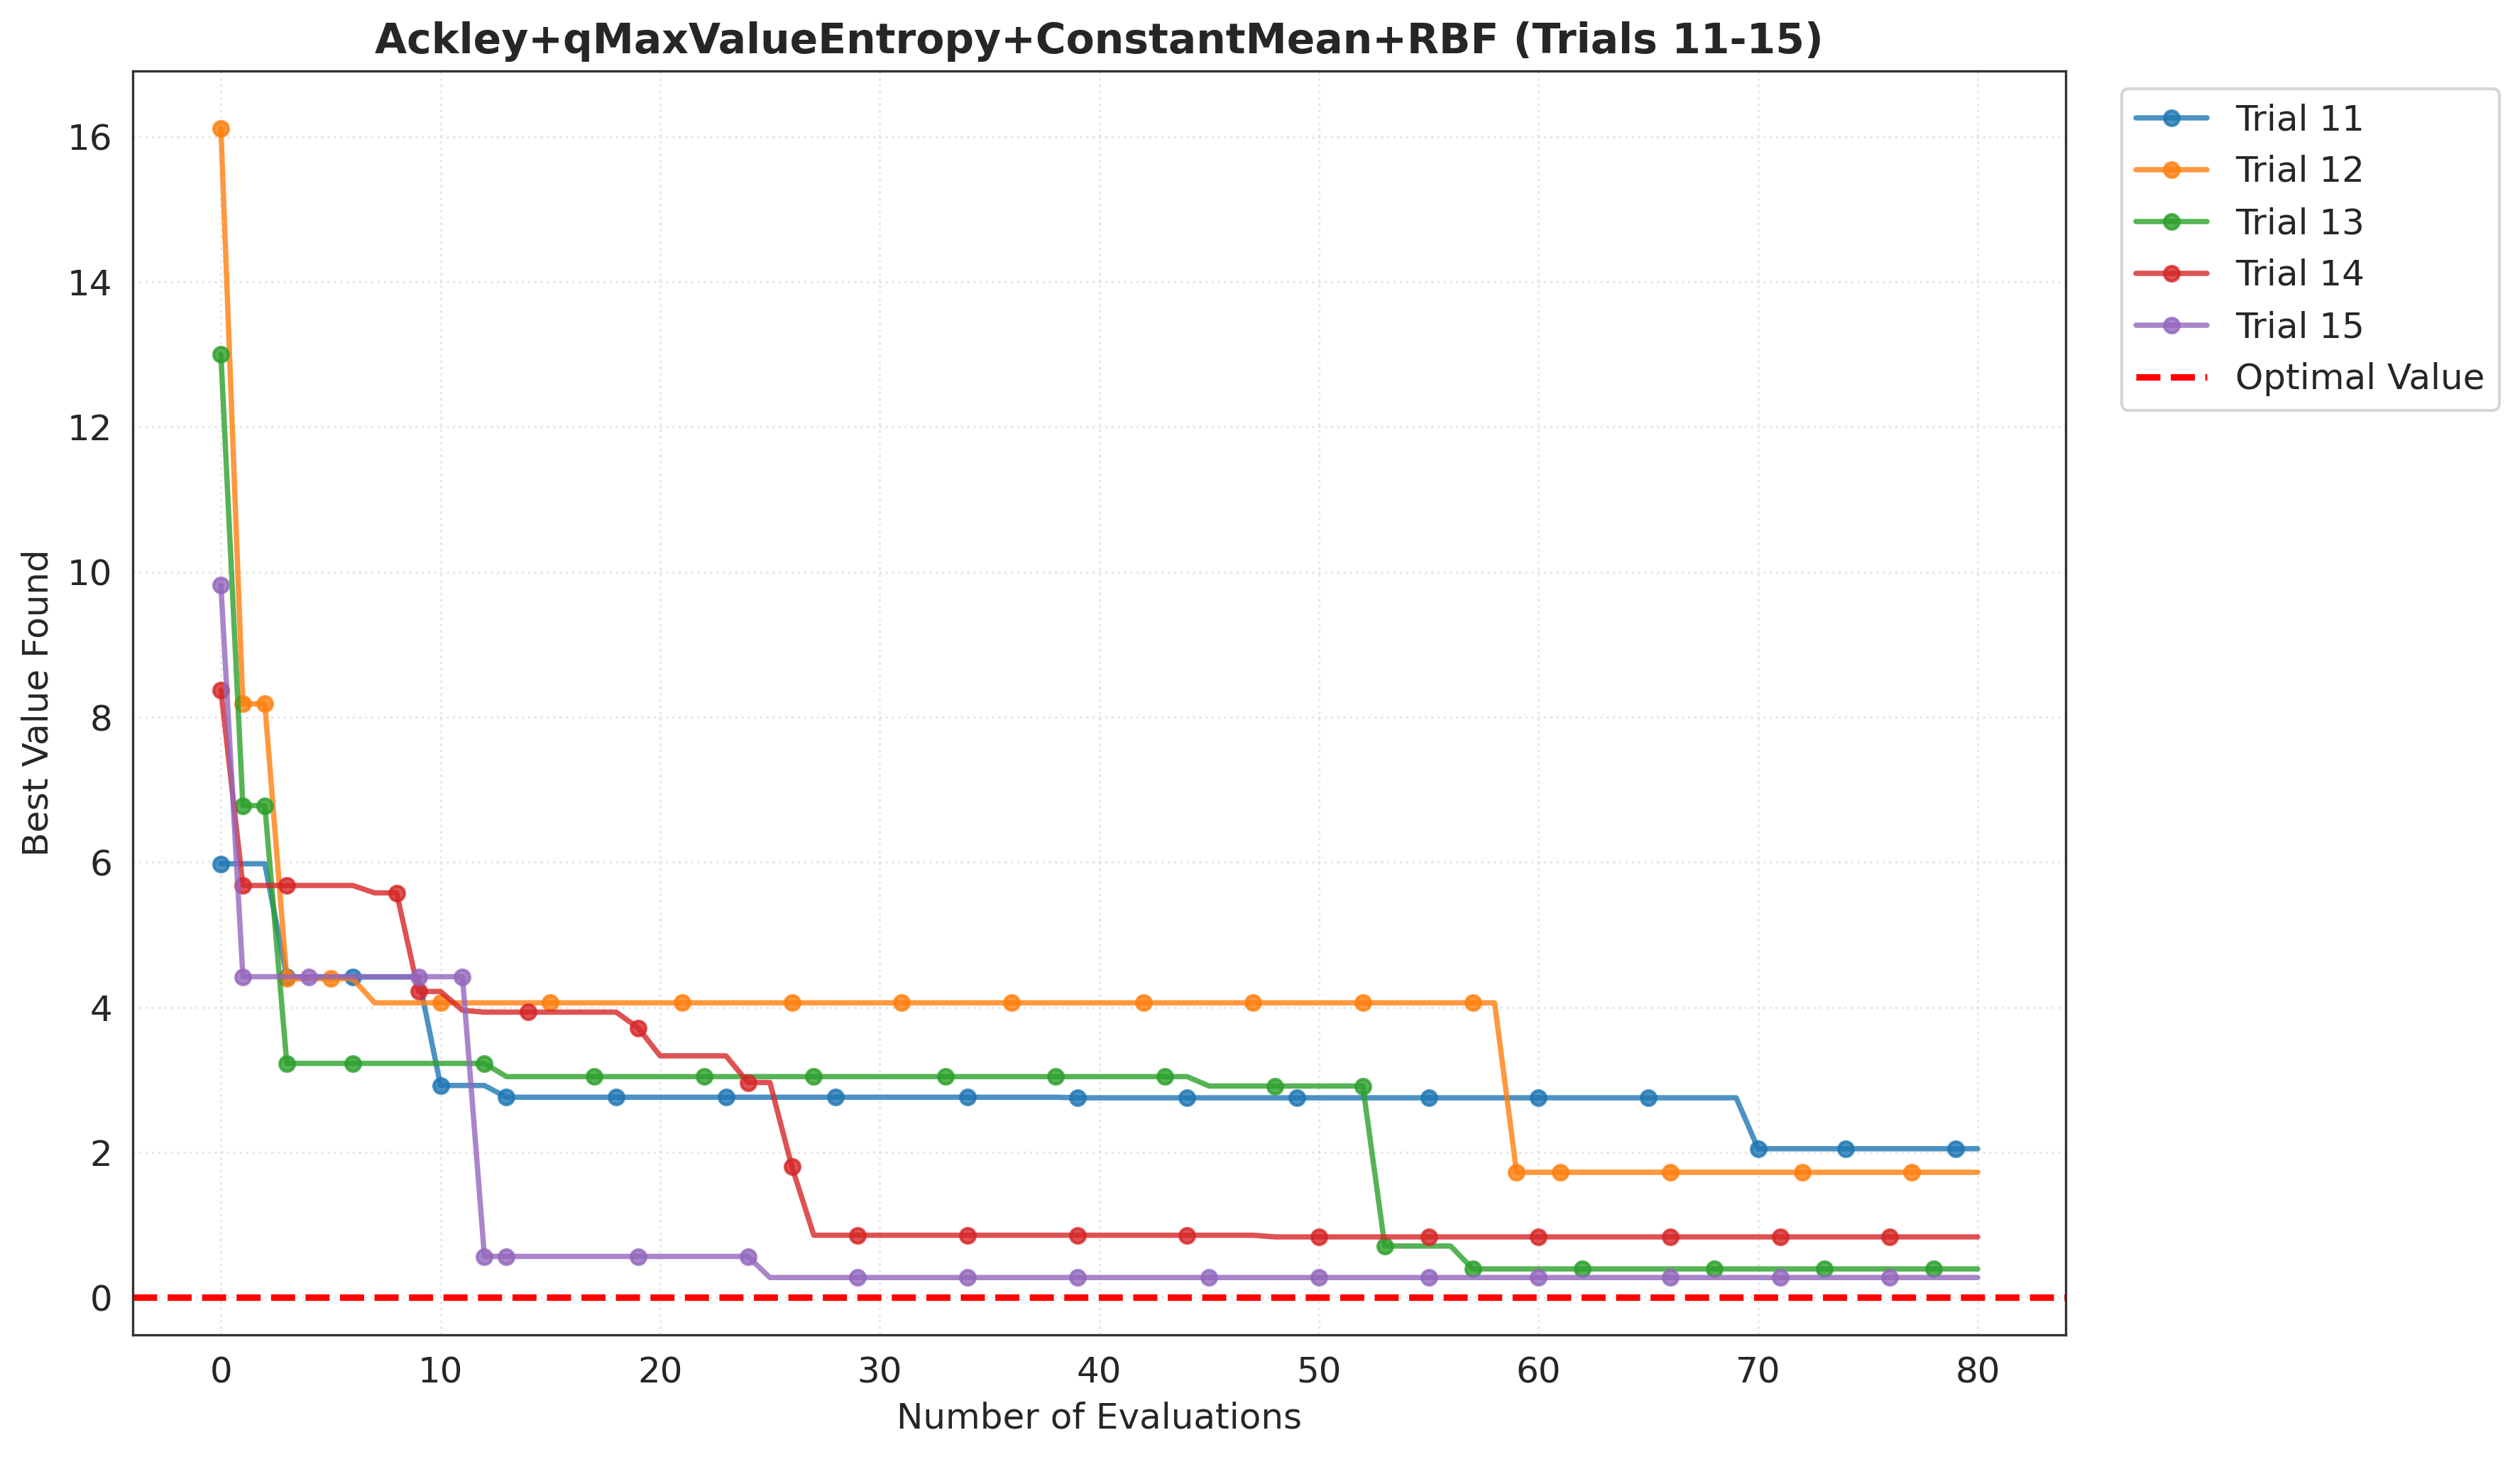 Ackley+qMaxValueEntropy+ConstantMean+RBF (Trials 11-15)
Trial 11
Trial 12
Trial 13
Trial 14
Trial 15
Optimal Value
Best Value Found
16
14
12
10
8
6
4
2
0
0 10 20 30 40 50 60 70 80
Number of Evaluations